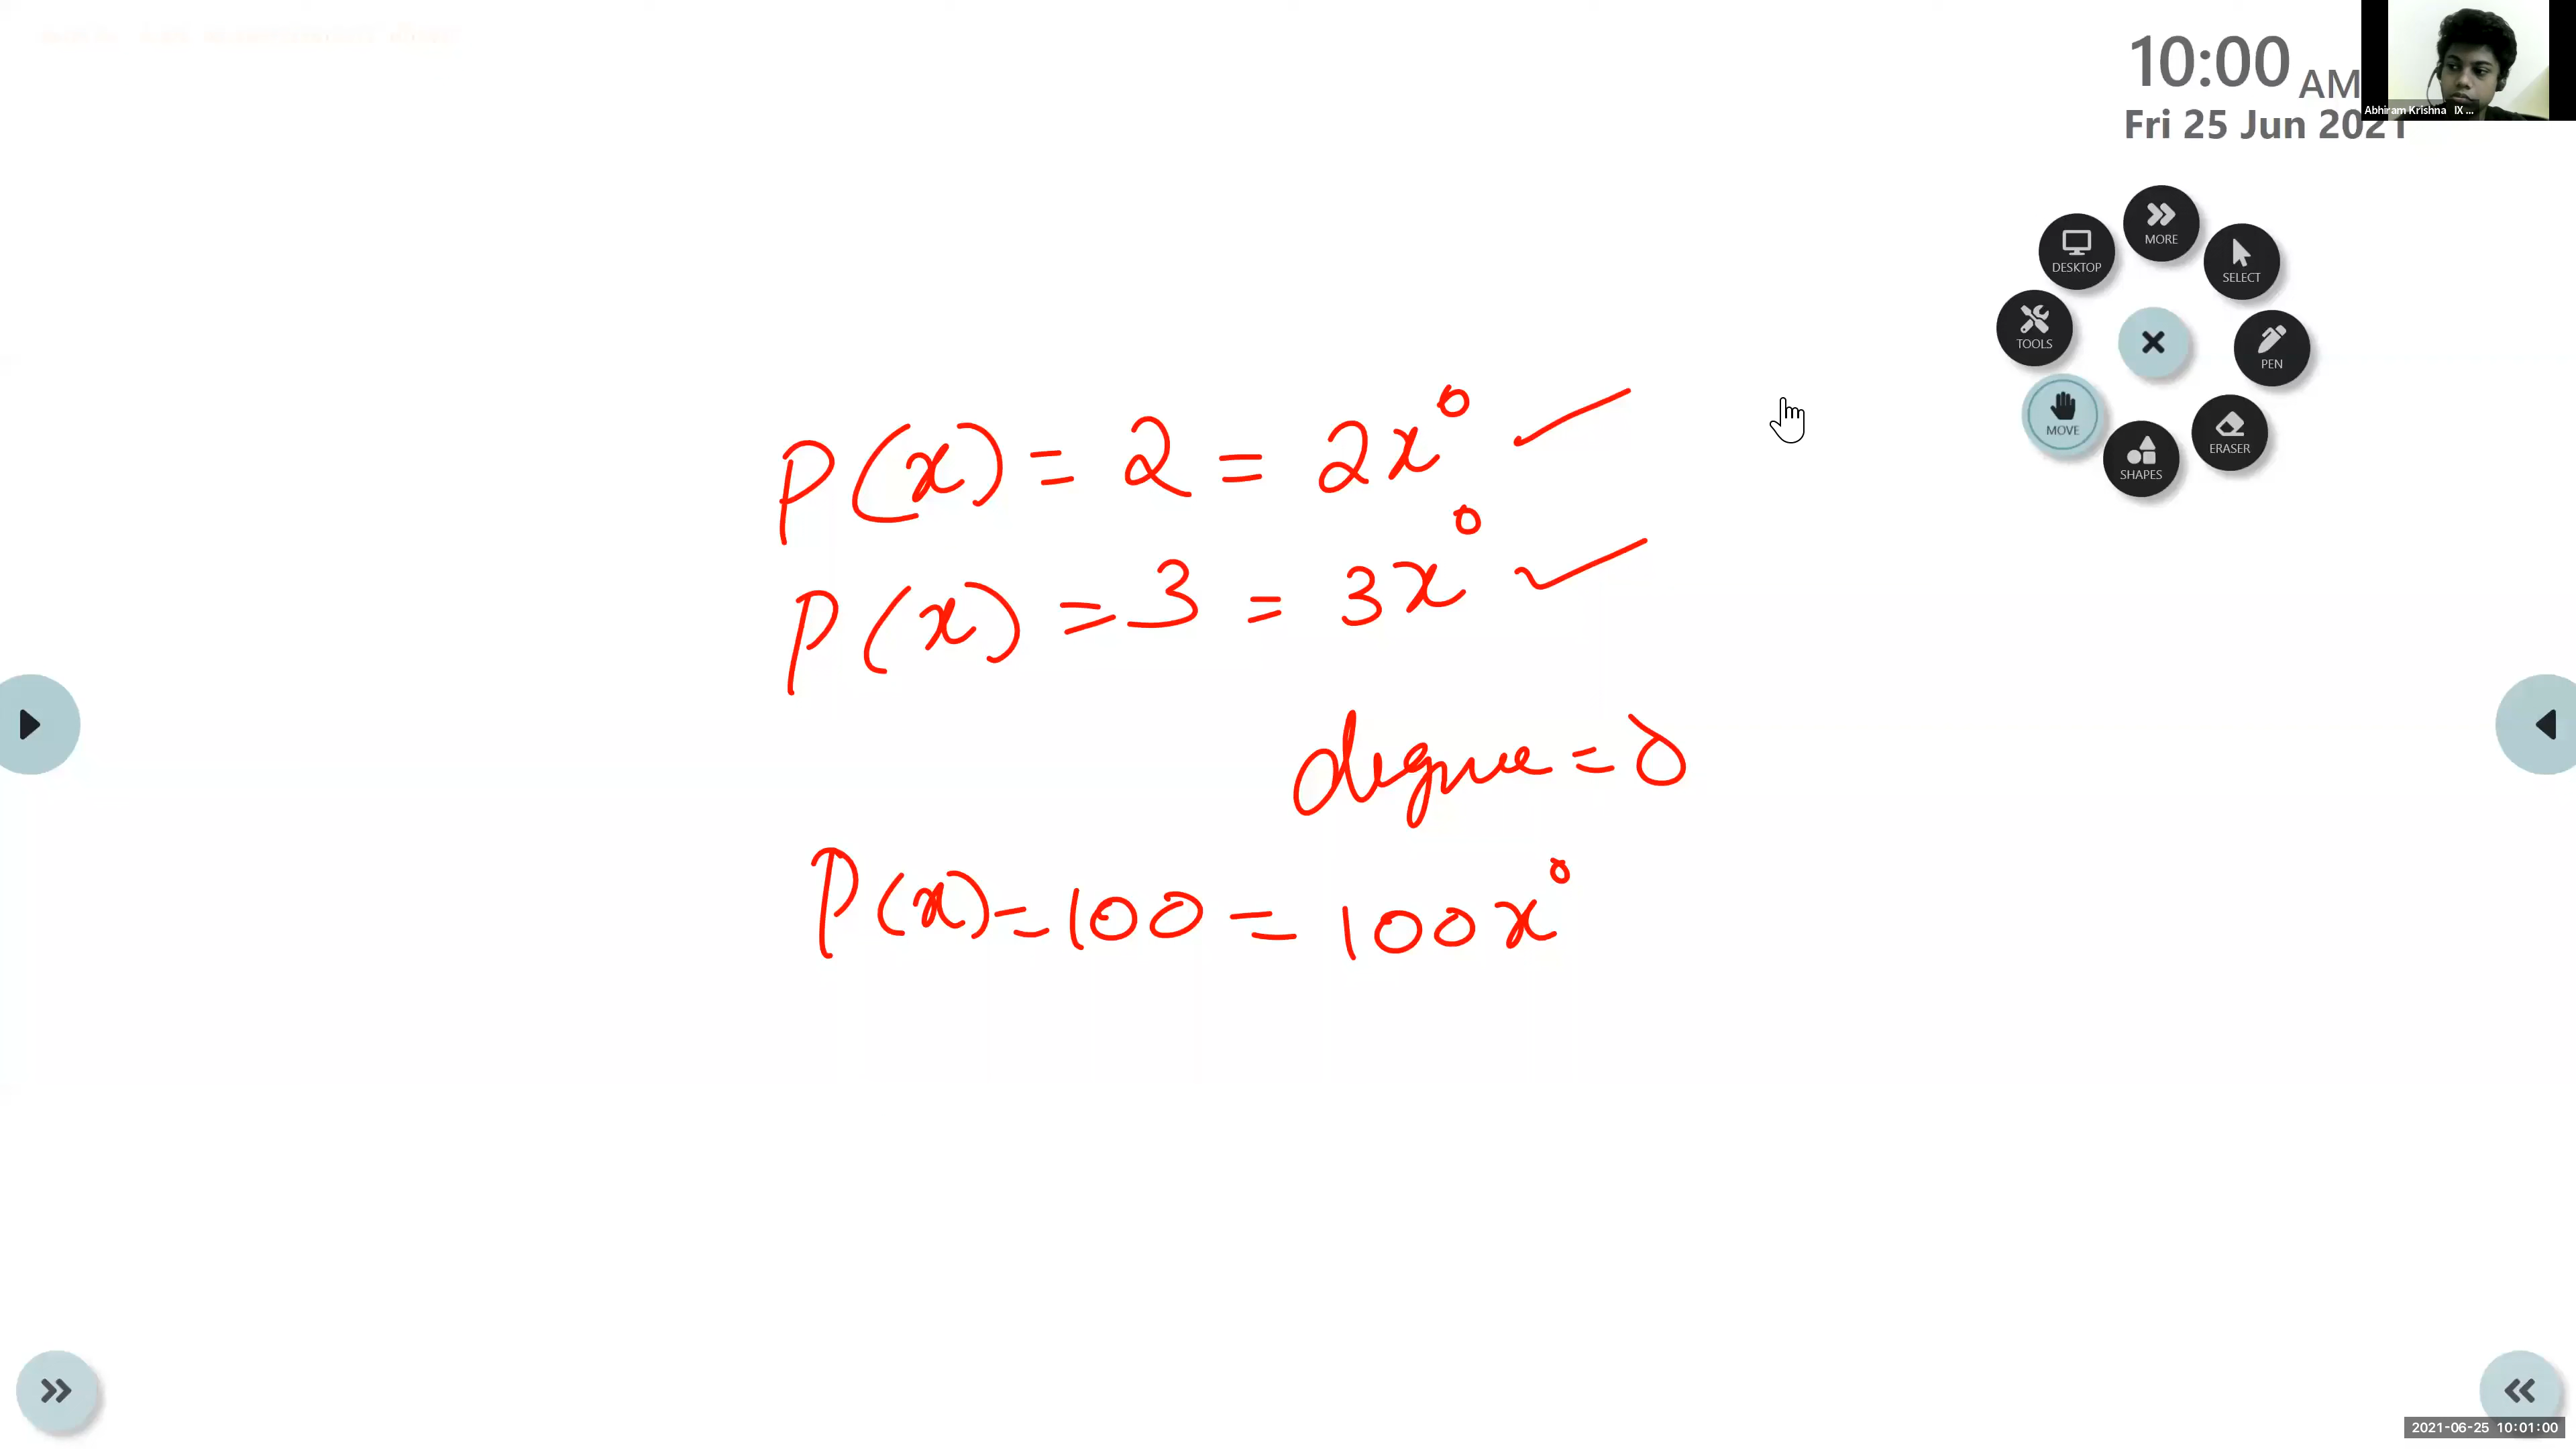 10:00 AM
Fri 25 Jun 2021
Abhiram Krishna IX ...
MORE
DESKTOP
SELECT
TOOLS
PEN
MOVE
ERASER
SHAPES
P(x) = 2 = 2x⁰
P(x) = 3 = 3x⁰
degree = 0
P(x) = 100 = 100x⁰
2021-06-25 10:01:00